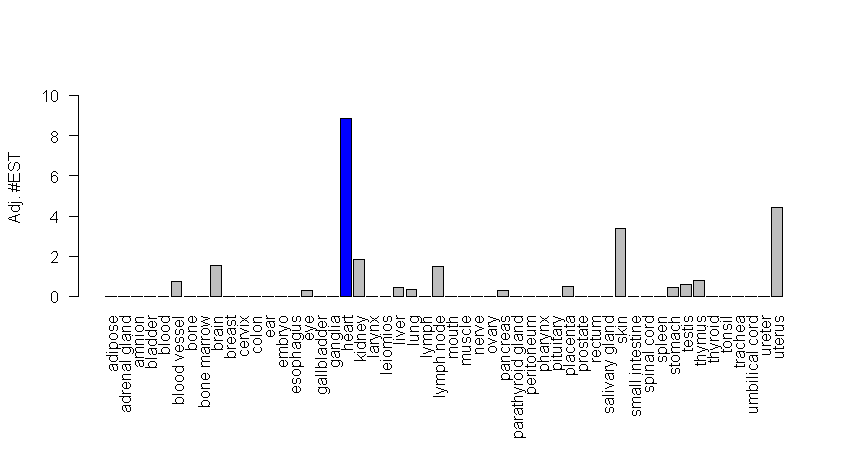 10
8
6
4
2
0
Adj. #EST
adipose
adrenal gland
amnion
bladder
blood
blood vessel
bone
bone marrow
brain
breast
cervix
colon
ear
embryo
esophagus
eye
gallbladder
ganglia
heart
kidney
larynx
leiomios
liver
lung
lymph
lymph node
mouth
muscle
nerve
ovary
pancreas
parathyroid gland
peritoneum
pharynx
pituitary
placenta
prostate
rectum
salivary gland
skin
small intestine
spinal cord
spleen
stomach
testis
thymus
thyroid
tonsil
trachea
umbilical cord
ureter
uterus